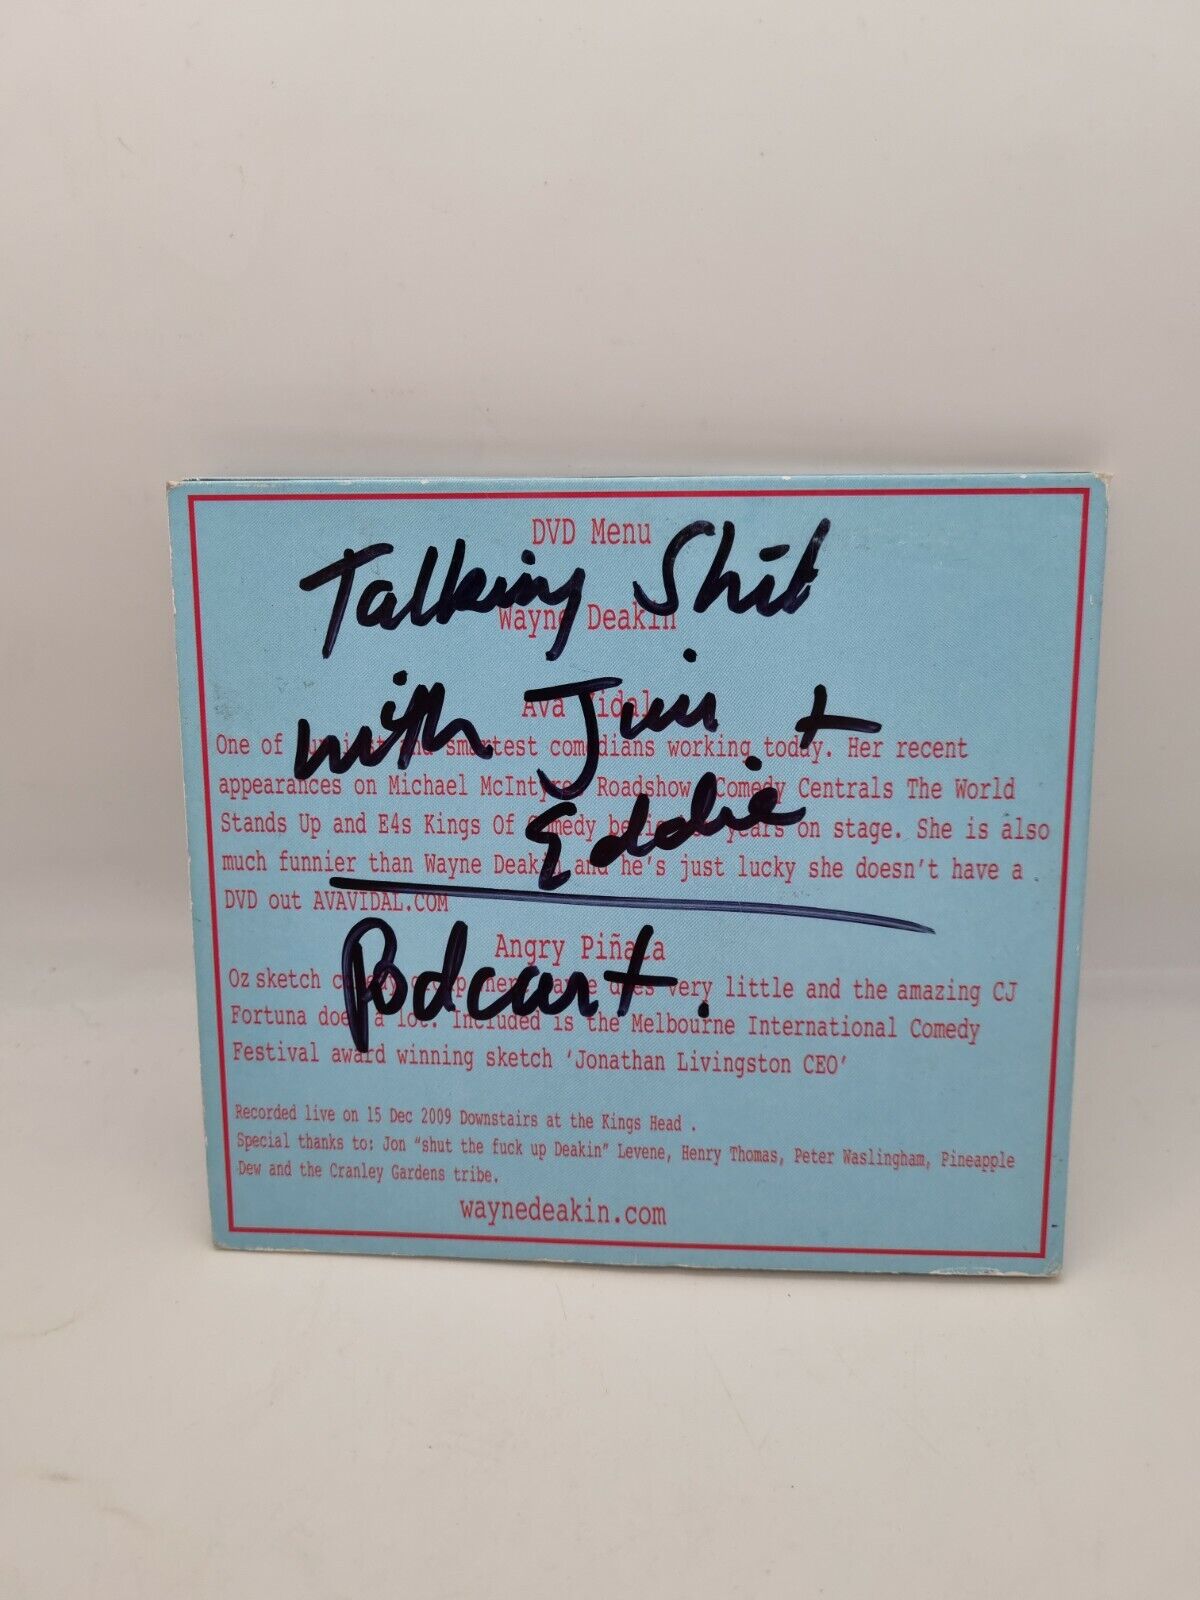 DVD Menu
Talking Shit
Wayne Deakin
with Jim +
Ava Vidal
One of and smartest comedians working today. Her recent
appearances on Michael McIntyre Roadshow, Comedy Centrals The World
Eddie
Stands Up and E4s Kings Of Comedy years on stage. She is also
much funnier than Wayne Deakin and he's just lucky she doesn't have a
DVD out AVAVIDAL.COM
Angry Piñata
Podcast.
Oz sketch very little and the amazing CJ
Fortuna does a lot. Included is the Melbourne International Comedy
Festival award winning sketch 'Jonathan Livingston CEO'
Recorded live on 15 Dec 2009 Downstairs at the Kings Head .
Special thanks to: Jon "shut the fuck up Deakin" Levene, Henry Thomas, Peter Waslingham, Pineapple
Dew and the Cranley Gardens tribe.
waynedeakin.com